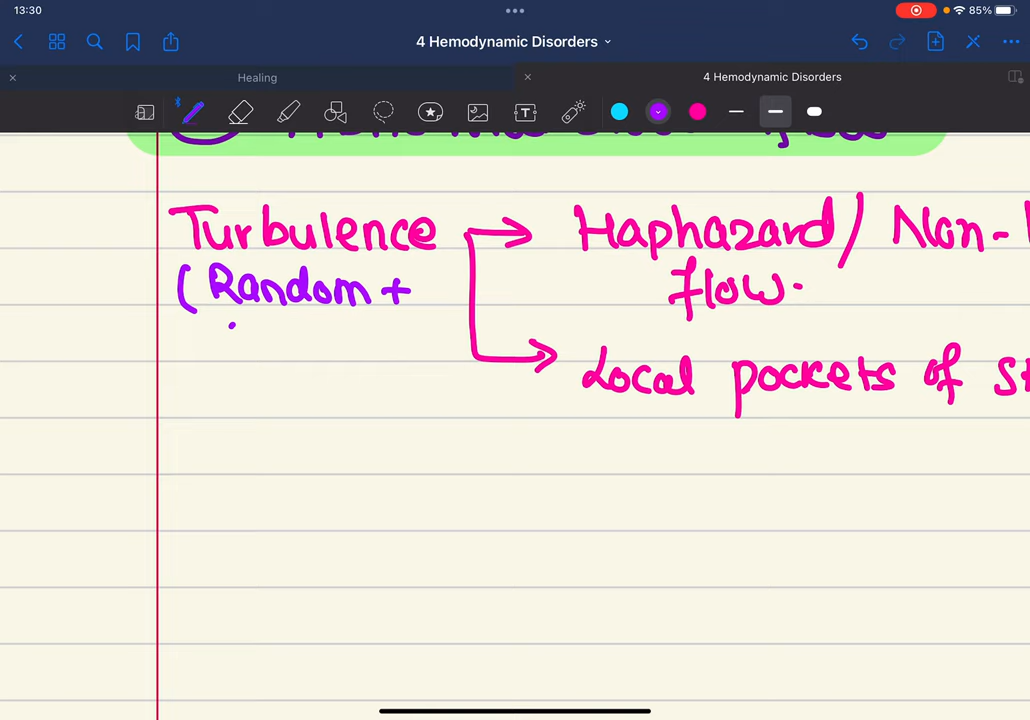 13:30
85%
4 Hemodynamic Disorders
Healing
4 Hemodynamic Disorders
Turbulence
Haphazard/ Non-
(Random +
flow.
Local pockets of